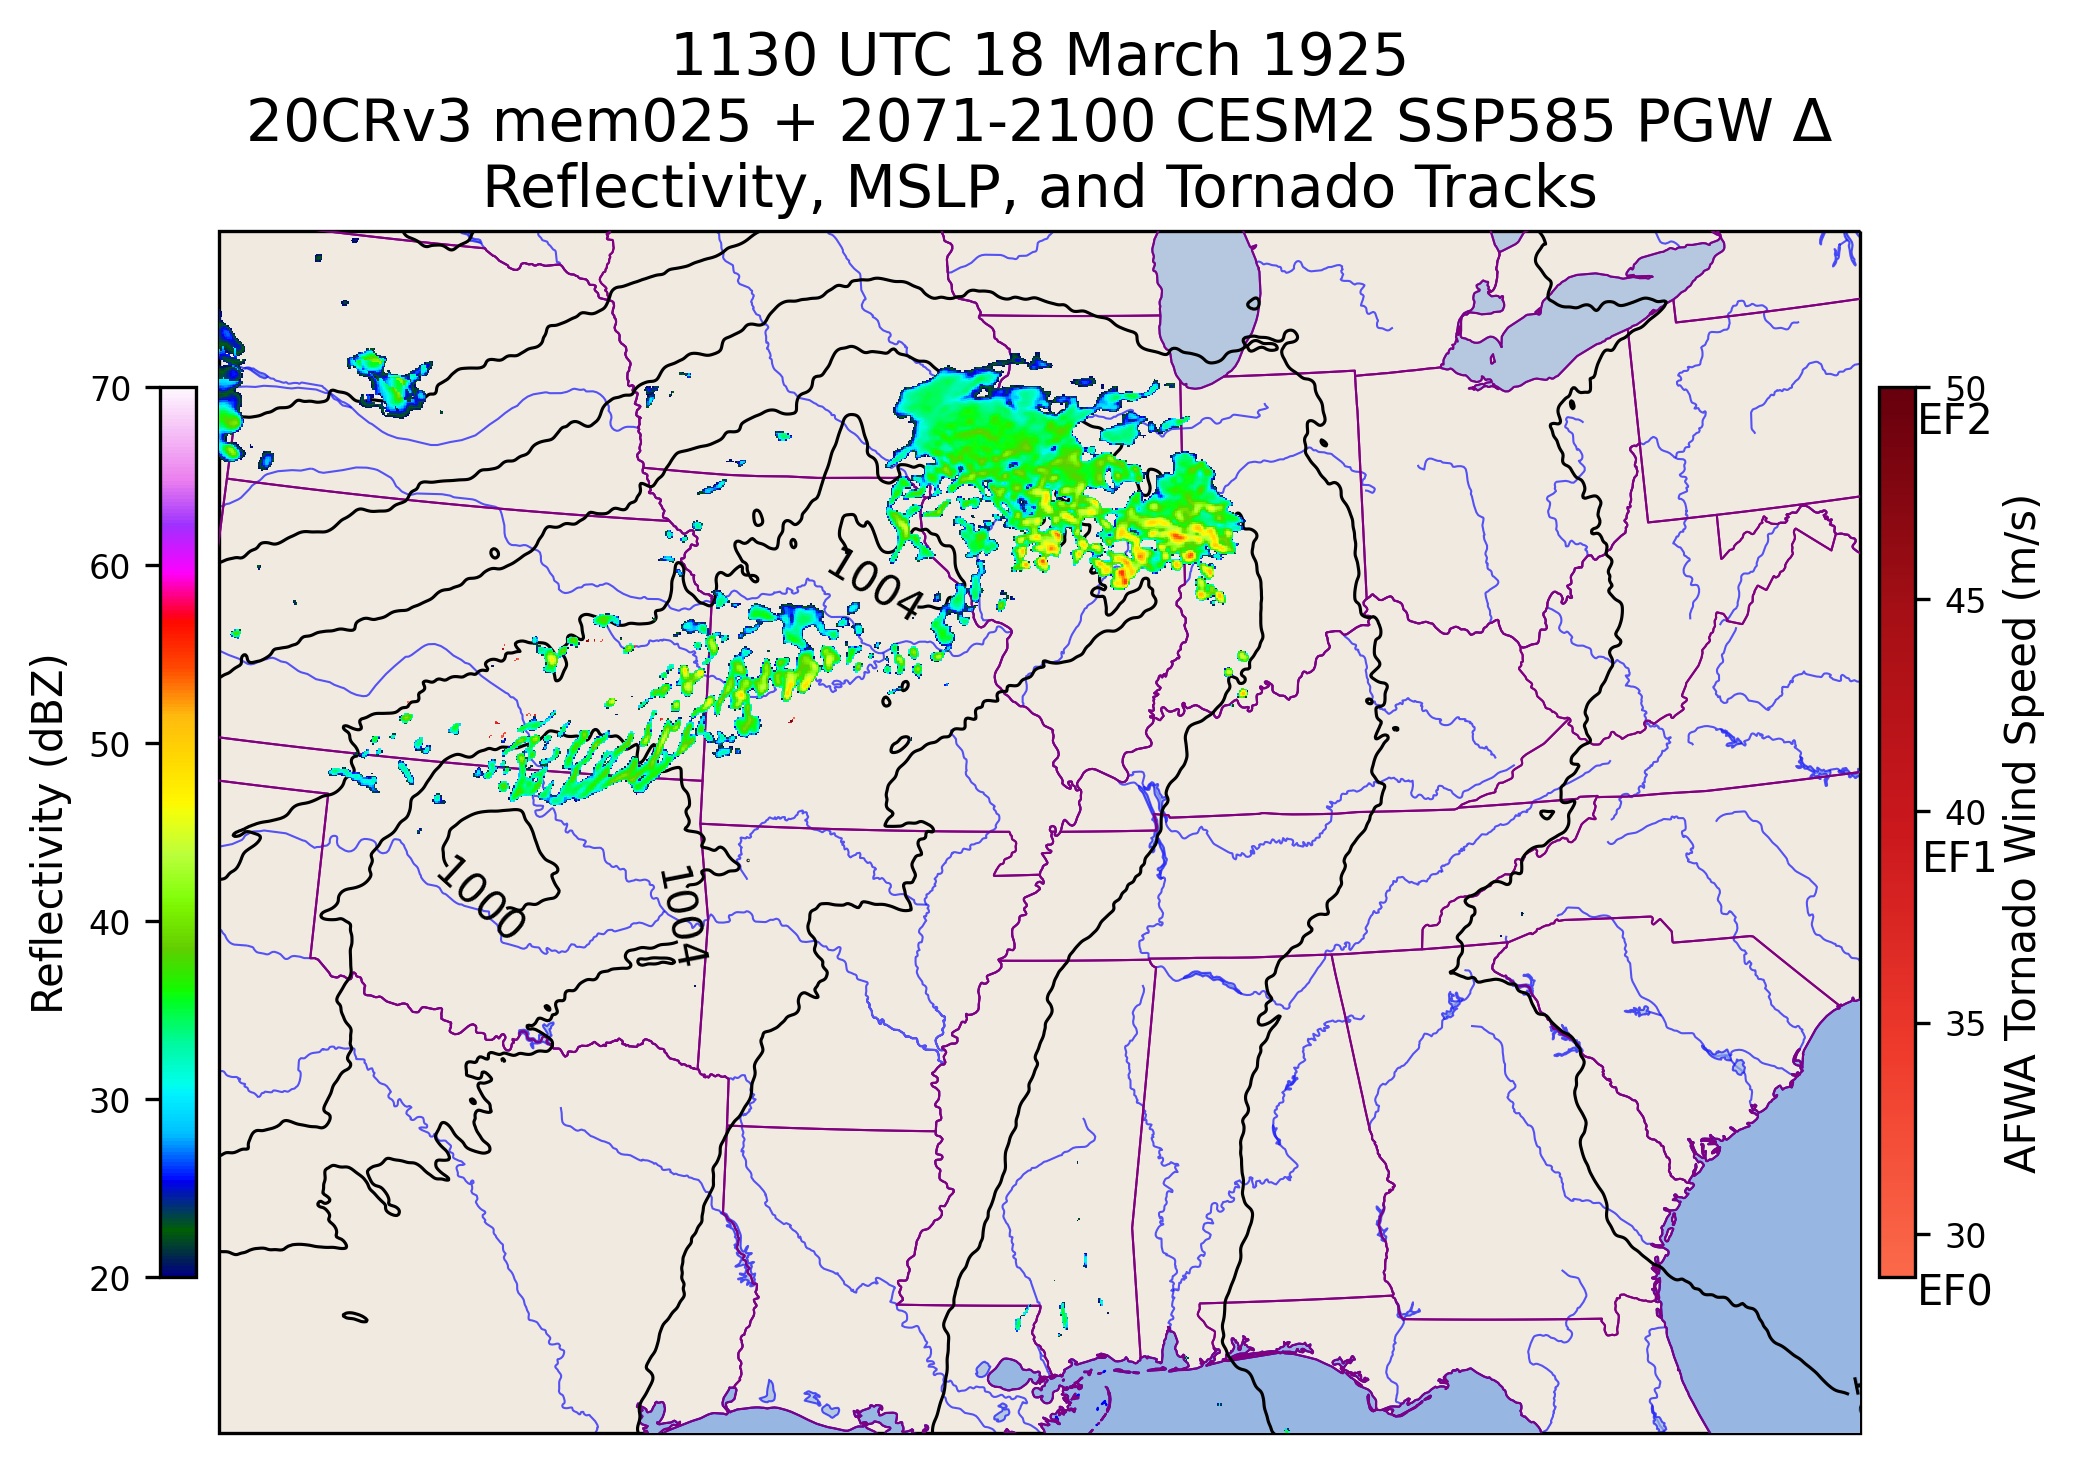 1130 UTC 18 March 1925
20CRv3 mem025 + 2071-2100 CESM2 SSP585 PGW Δ
Reflectivity, MSLP, and Tornado Tracks
70
60
50
40
30
20
Reflectivity (dBZ)
1004
1000
1004
50
EF2
45
40
EF1
35
30
EF0
AFWA Tornado Wind Speed (m/s)